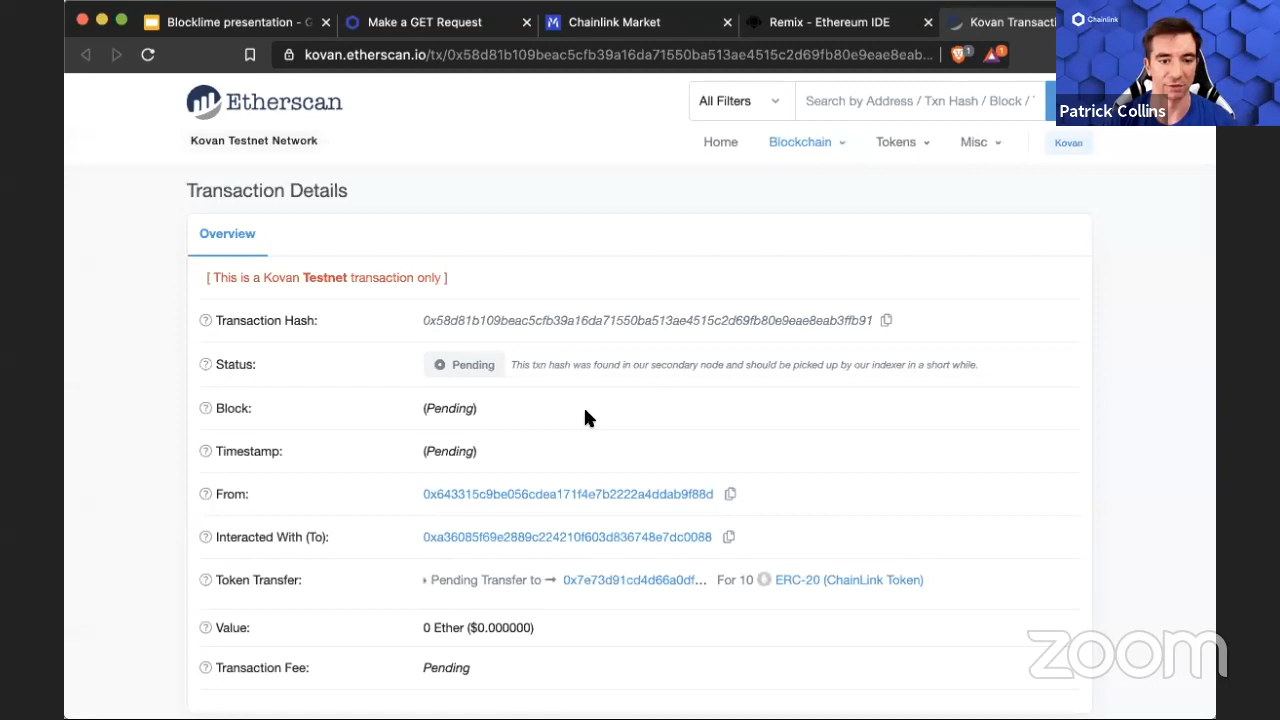 Blocklime presentation - G
Make a GET Request
Chainlink Market
Remix - Ethereum IDE
Kovan Transacti
kovan.etherscan.io/tx/0x58d81b109beac5cfb39a16da71550ba513ae4515c2d69fb80e9eae8eab...
1
1
Chainlink
Patrick Collins
Etherscan
All Filters
Search by Address / Txn Hash / Block /
Kovan Testnet Network
Home
Blockchain
Tokens
Misc
Kovan
Transaction Details
Overview
[ This is a Kovan Testnet transaction only ]
Transaction Hash:
0x58d81b109beac5cfb39a16da71550ba513ae4515c2d69fb80e9eae8eab3ffb91
Status:
Pending
This txn hash was found in our secondary node and should be picked up by our indexer in a short while.
Block:
(Pending)
Timestamp:
(Pending)
From:
0x643315c9be056cdea171f4e7b2222a4ddab9f88d
Interacted With (To):
0xa36085f69e2889c224210f603d836748e7dc0088
Token Transfer:
Pending Transfer to → 0x7e73d91cd4d66a0df... For 10 ERC-20 (ChainLink Token)
Value:
0 Ether ($0.000000)
Transaction Fee:
Pending
zoom